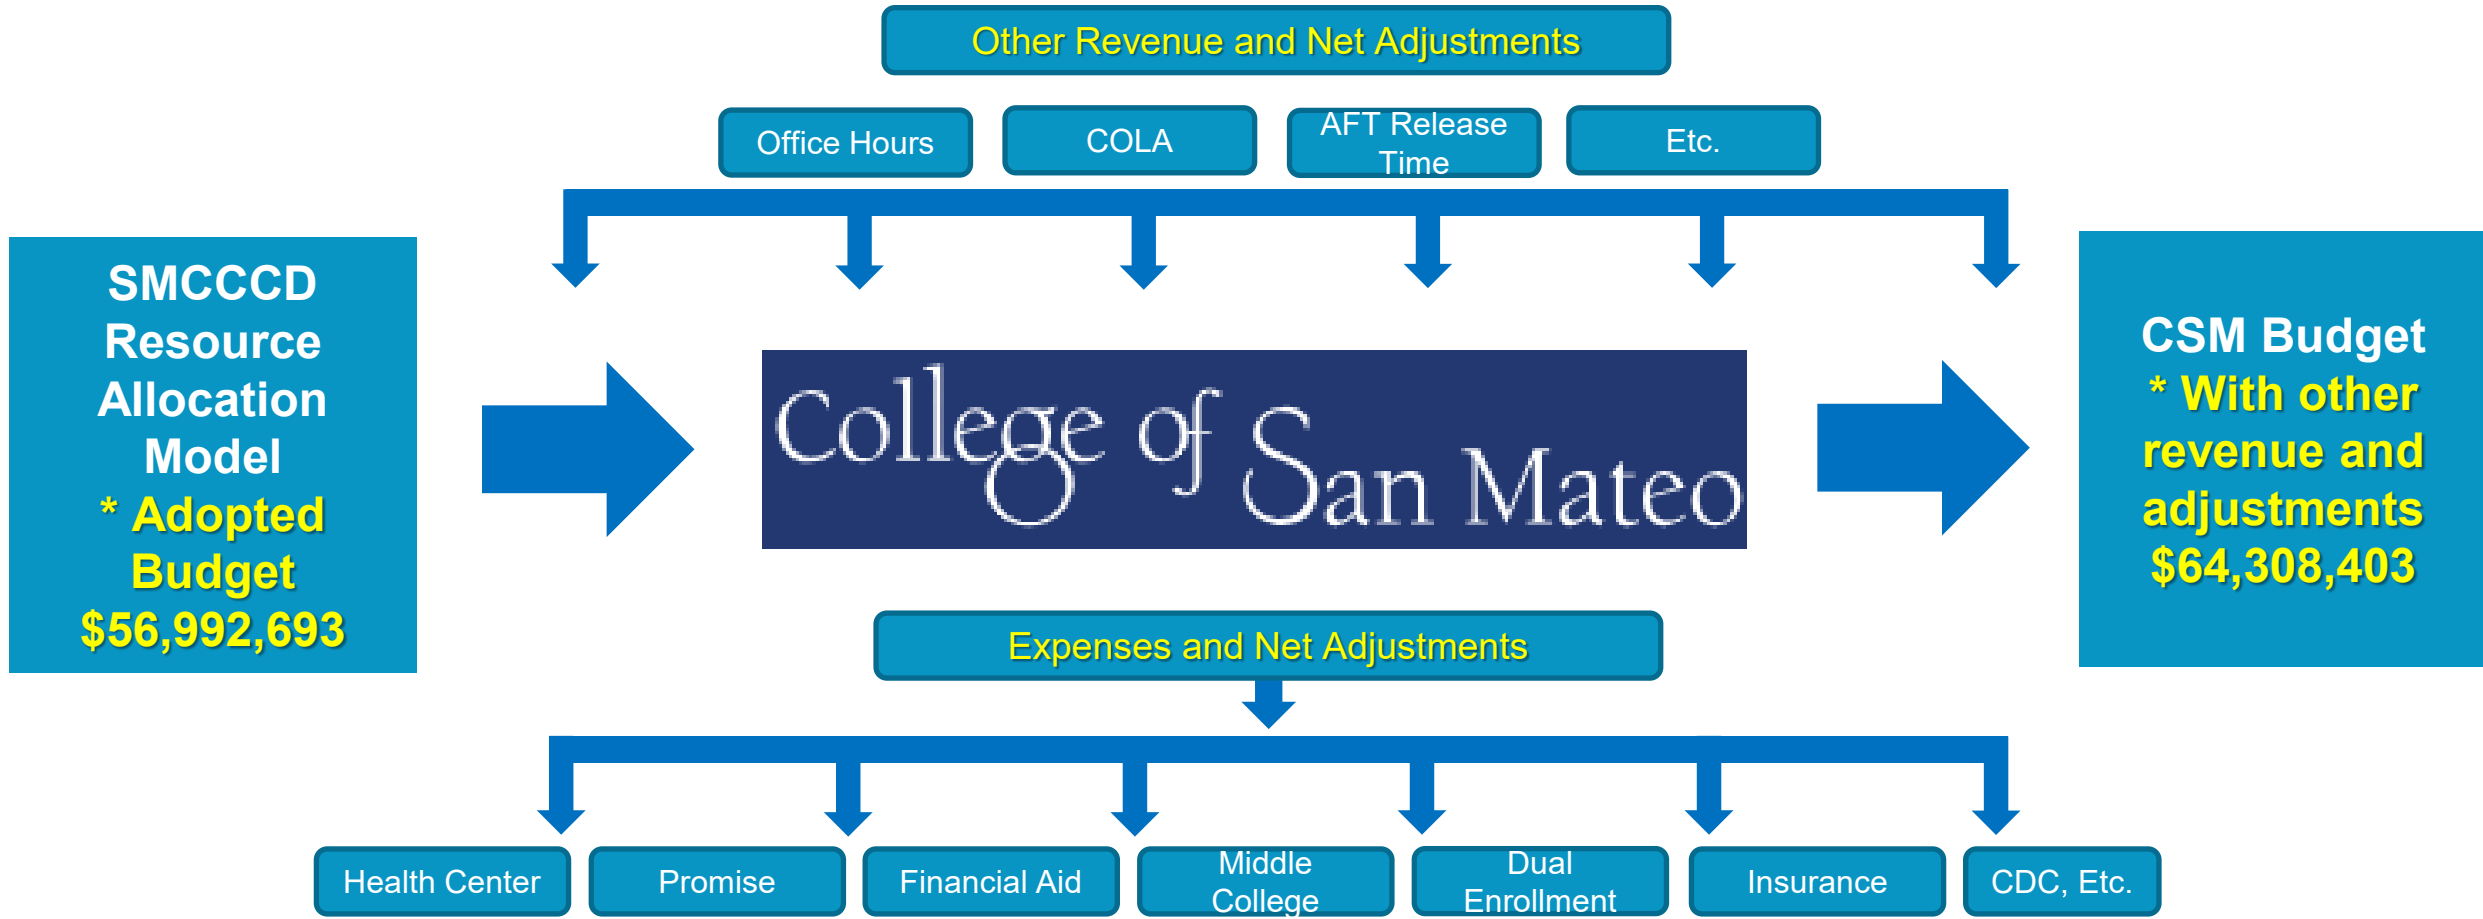 Other Revenue and Net Adjustments
Office Hours
COLA
AFT Release
Time
Etc.
SMCCCD
Resource
Allocation
Model
* Adopted
Budget
$56,992,693
College of San Mateo
CSM Budget
* With other
revenue and
adjustments
$64,308,403
Expenses and Net Adjustments
Health Center
Promise
Financial Aid
Middle
College
Dual
Enrollment
Insurance
CDC, Etc.